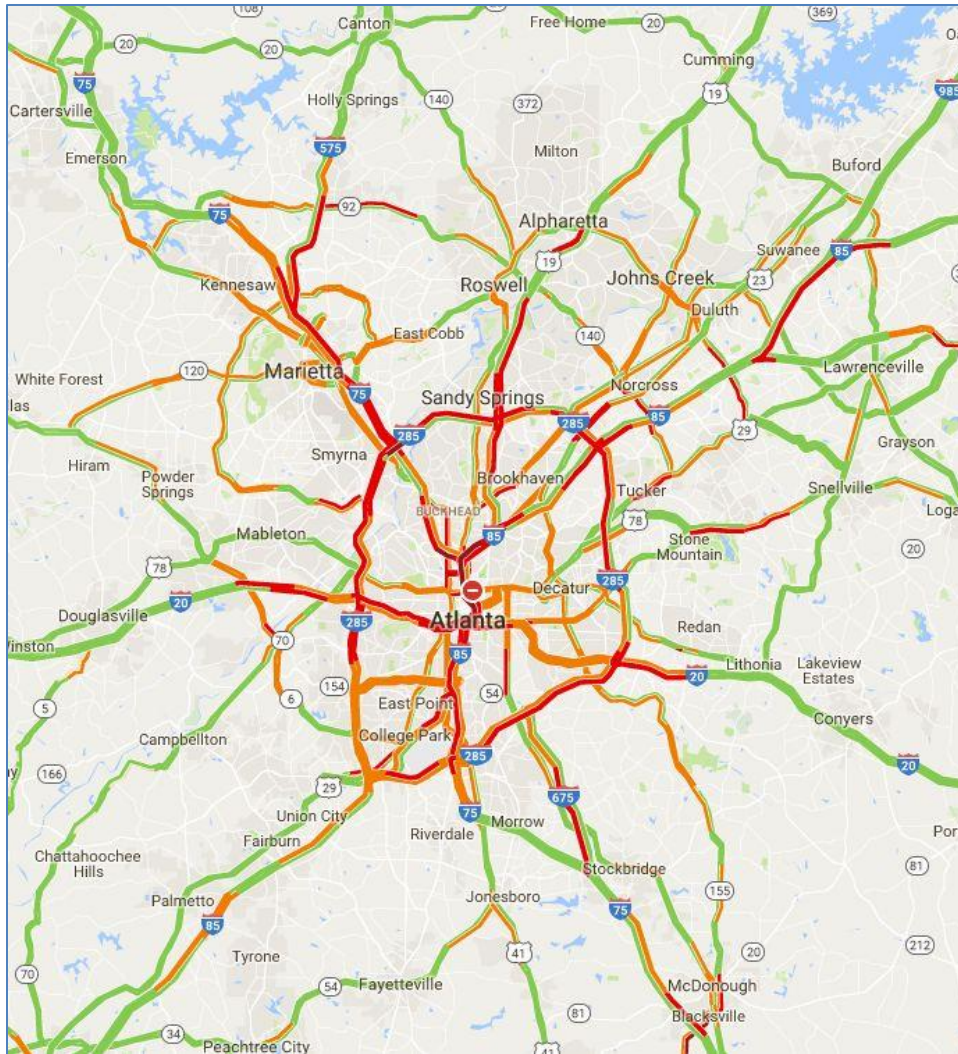 108
369
Canton
Free Home
20
20
20
Cumming
75
19
985
Cartersville
Holly Springs
140
372
575
Milton
Emerson
Buford
92
75
Alpharetta
Suwanee
85
19
Johns Creek
Kennesaw
Roswell
23
Duluth
East Cobb
140
120
White Forest
Marietta
Lawrenceville
75
Norcross
las
Sandy Springs
85
285
285
29
Smyrna
Grayson
Hiram
Powder
Springs
Brookhaven
Tucker
Snellville
BUCKHEAD
Loga
78
85
Mableton
Stone
Mountain
20
78
Decatur
285
20
Douglasville
Atlanta
285
Redan
Winston
70
85
Lithonia
Lakeview
Estates
154
54
20
6
East Point
5
Conyers
Campbellton
College Park
285
20
166
29
675
Union City
75
Morrow
Fairburn
Riverdale
Chattahoochee
Hills
Stockbridge
81
155
Palmetto
Jonesboro
75
85
41
20
212
Tyrone
70
54
Fayetteville
McDonough
81
Blacksville
34
Peachtree City
41